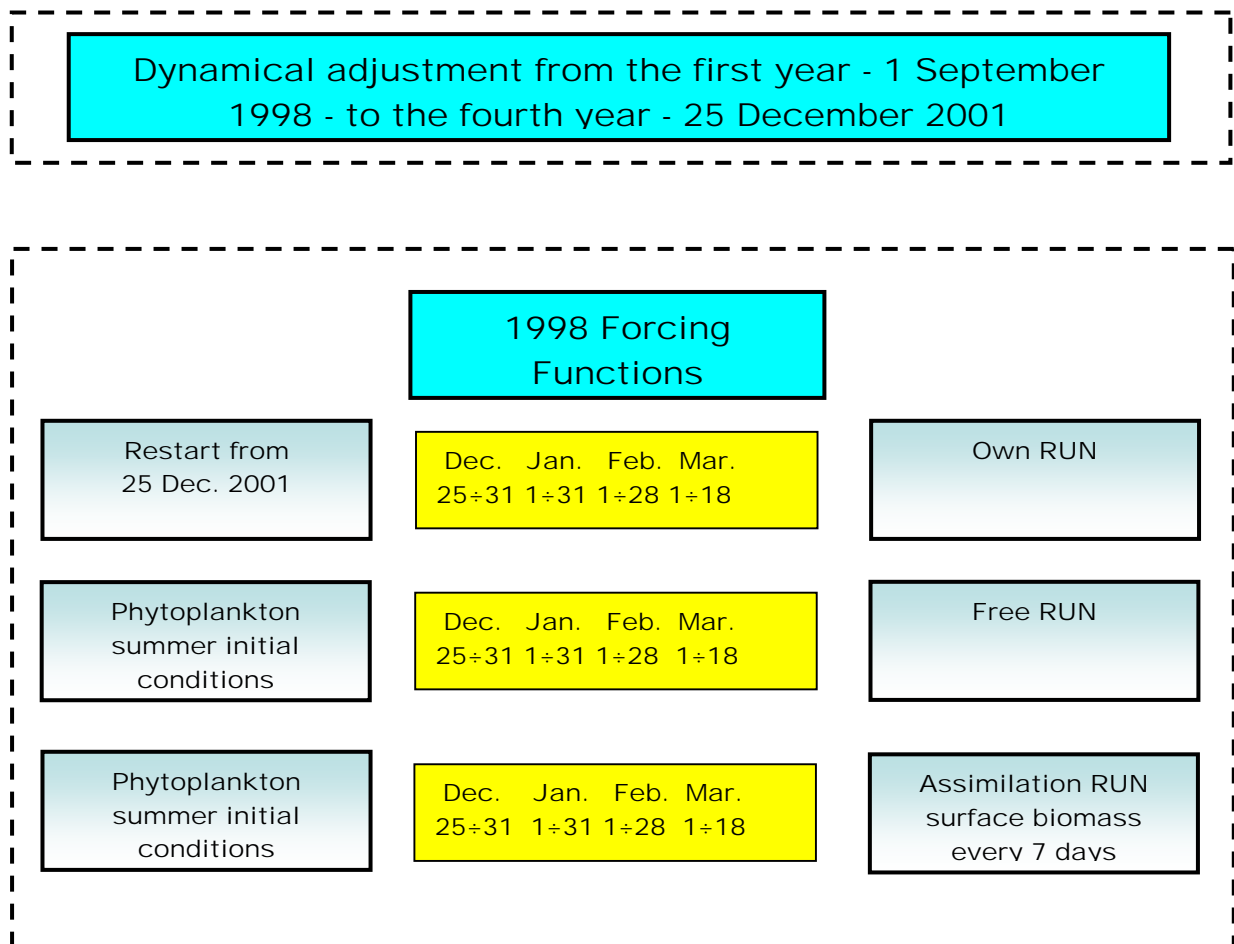 Dynamical adjustment from the first year - 1 September
1998 - to the fourth year - 25 December 2001
1998 Forcing
Functions
Restart from
25 Dec. 2001
Dec. Jan. Feb. Mar.
25÷31 1÷31 1÷28 1÷18
Own RUN
Phytoplankton
summer initial
conditions
Dec. Jan. Feb. Mar.
25÷31 1÷31 1÷28 1÷18
Free RUN
Phytoplankton
summer initial
conditions
Dec. Jan. Feb. Mar.
25÷31 1÷31 1÷28 1÷18
Assimilation RUN
surface biomass
every 7 days